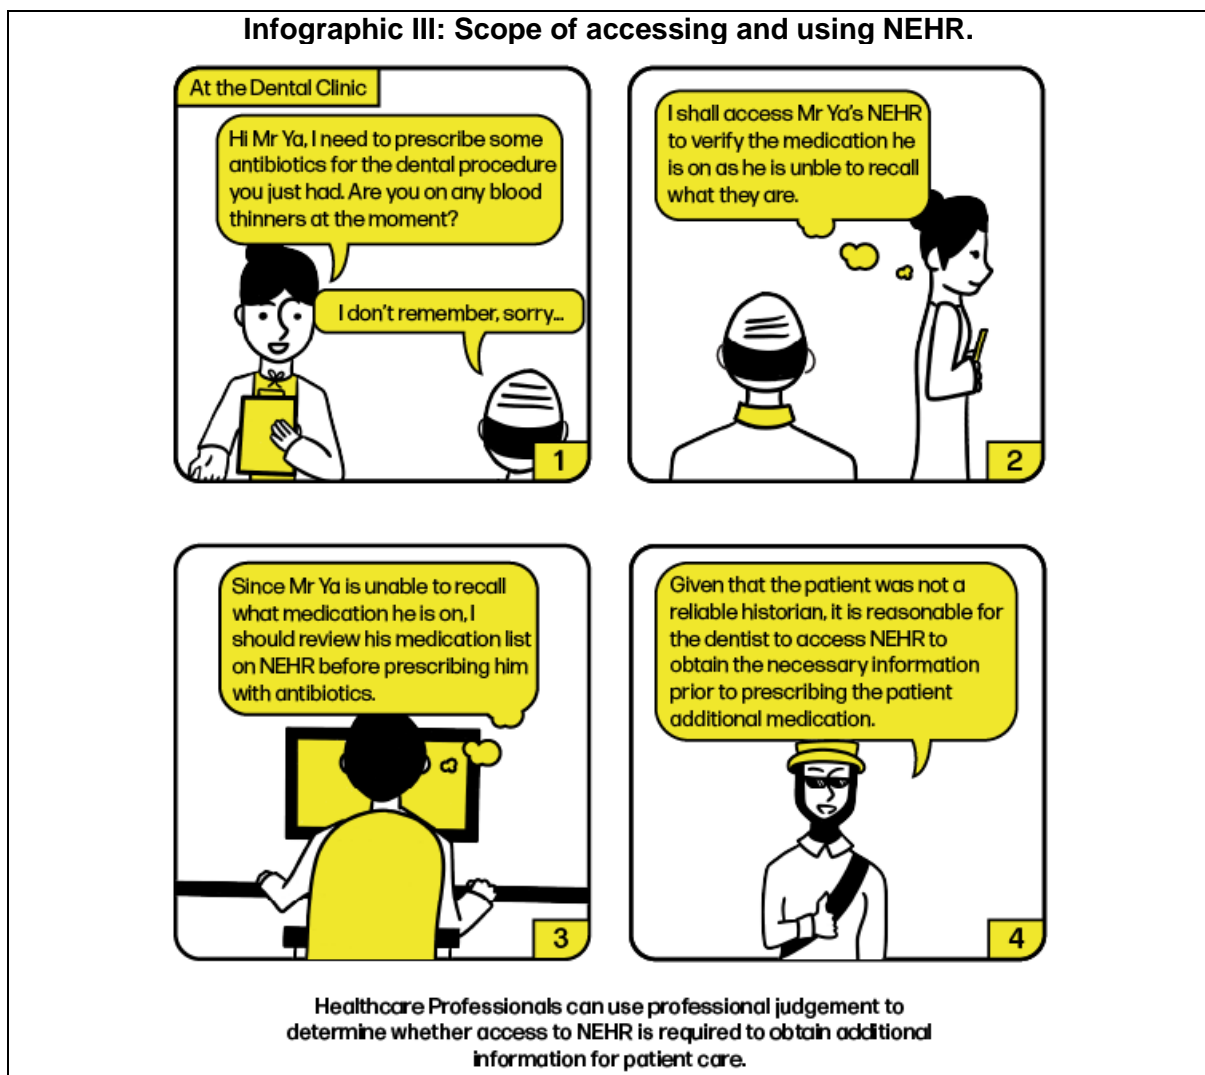 Infographic III: Scope of accessing and using NEHR.
At the Dental Clinic
Hi Mr Ya, I need to prescribe some
antibiotics for the dental procedure
you just had. Are you on any blood
thinners at the moment?
I don't remember, sorry...
1
I shall access Mr Ya's NEHR
to verify the medication he
is on as he is unble to recall
what they are.
2
Since Mr Ya is unable to recall
what medication he is on, I
should review his medication list
on NEHR before prescribing him
with antibiotics.
3
Given that the patient was not a
reliable historian, it is reasonable for
the dentist to access NEHR to
obtain the necessary information
prior to prescribing the patient
additional medication.
4
Healthcare Professionals can use professional judgement to
determine whether access to NEHR is required to obtain additional
information for patient care.